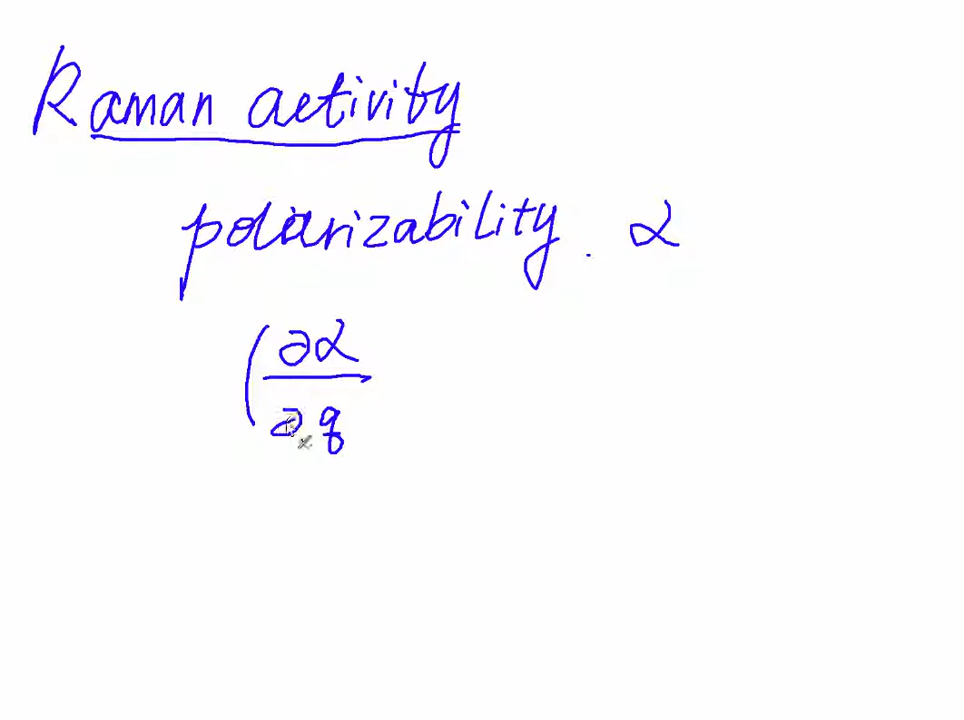 Raman activity
polarizability. α
(∂α
∂q